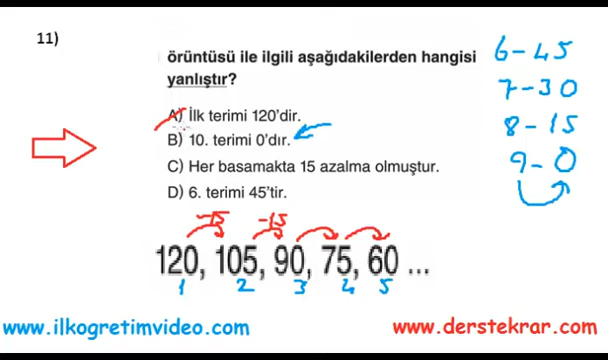 11)
örüntüsü ile ilgili aşağıdakilerden hangisi
yanlıştır?
A) İlk terimi 120'dir.
B) 10. terimi 0'dır.
C) Her basamakta 15 azalma olmuştur.
D) 6. terimi 45'tir.
6-45
7-30
8-15
9-0
-15 -15
120, 105, 90, 75, 60 ...
1 2 3 4 5
www.ilkogretimvideo.com
www.derstekrar.com